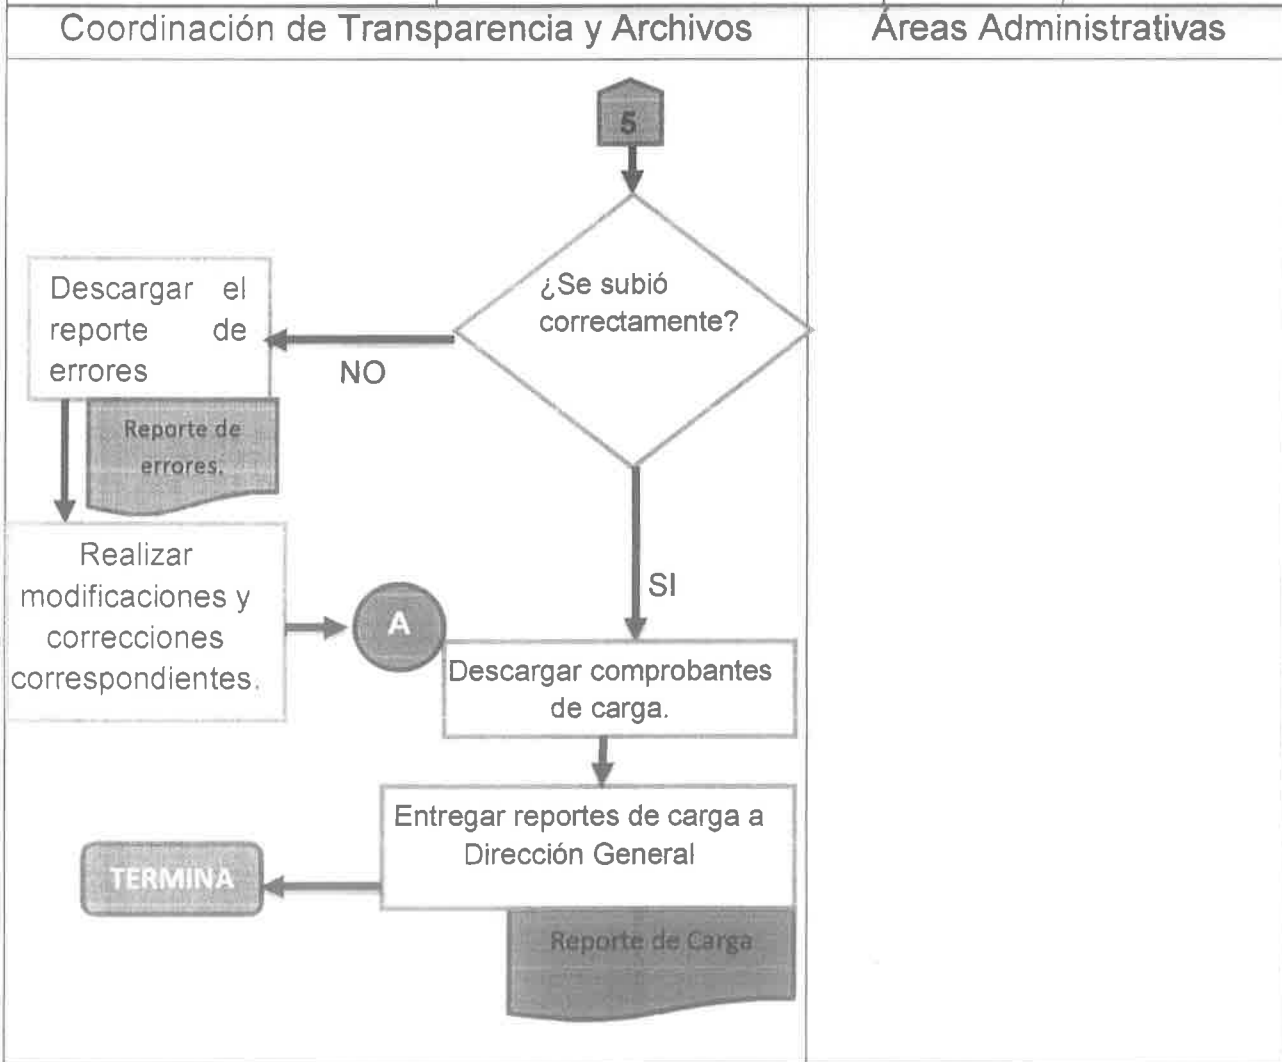 Coordinación de Transparencia y Archivos
Áreas Administrativas
5
¿Se subió
correctamente?
NO
Descargar el
reporte de
errores
Reporte de
errores.
Realizar
modificaciones y
correcciones
correspondientes.
A
SI
Descargar comprobantes
de carga.
Entregar reportes de carga a
Dirección General
TERMINA
Reporte de Carga